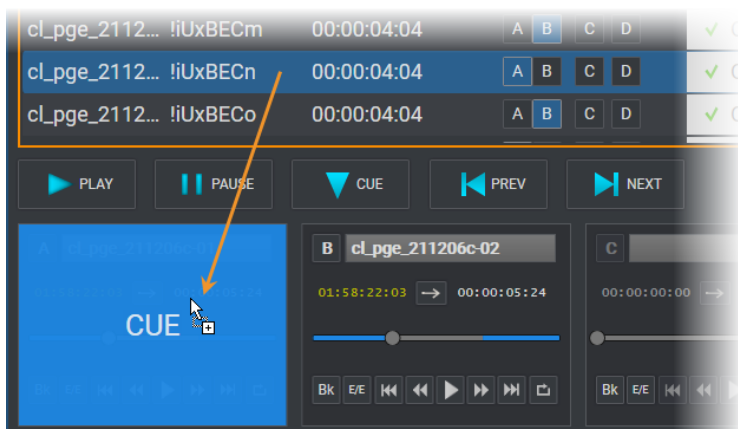 cl_pge_2112... !iUxBECm 00:00:04:04 A B C D
cl_pge_2112... !iUxBECn 00:00:04:04 A B C D
cl_pge_2112... !iUxBECo 00:00:04:04 A B C D
PLAY PAUSE CUE PREV NEXT
A B cl_pge_211206c-02 C
01:58:22:03 00:00:05:24 00:00:00:00
CUE
Bk E/E Bk E/E Bk E/E